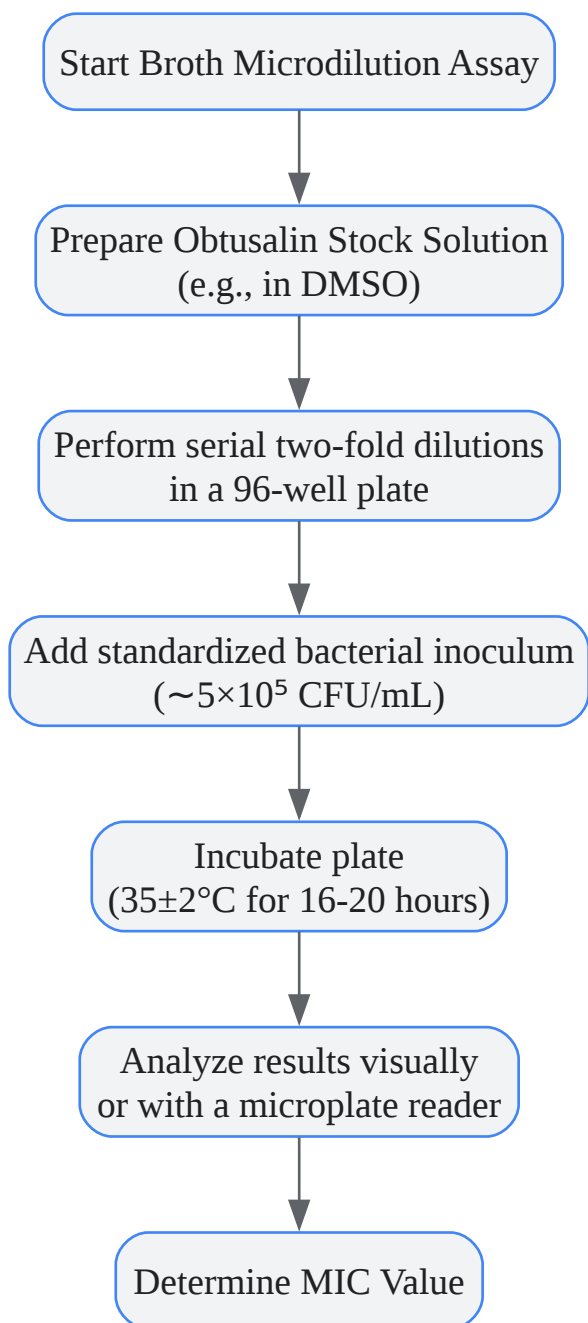 Start Broth Microdilution Assay
Prepare Obtusalin Stock Solution
(e.g., in DMSO)
Perform serial two-fold dilutions
in a 96-well plate
Add standardized bacterial inoculum
(~5×10⁵ CFU/mL)
Incubate plate
(35±2°C for 16-20 hours)
Analyze results visually
or with a microplate reader
Determine MIC Value